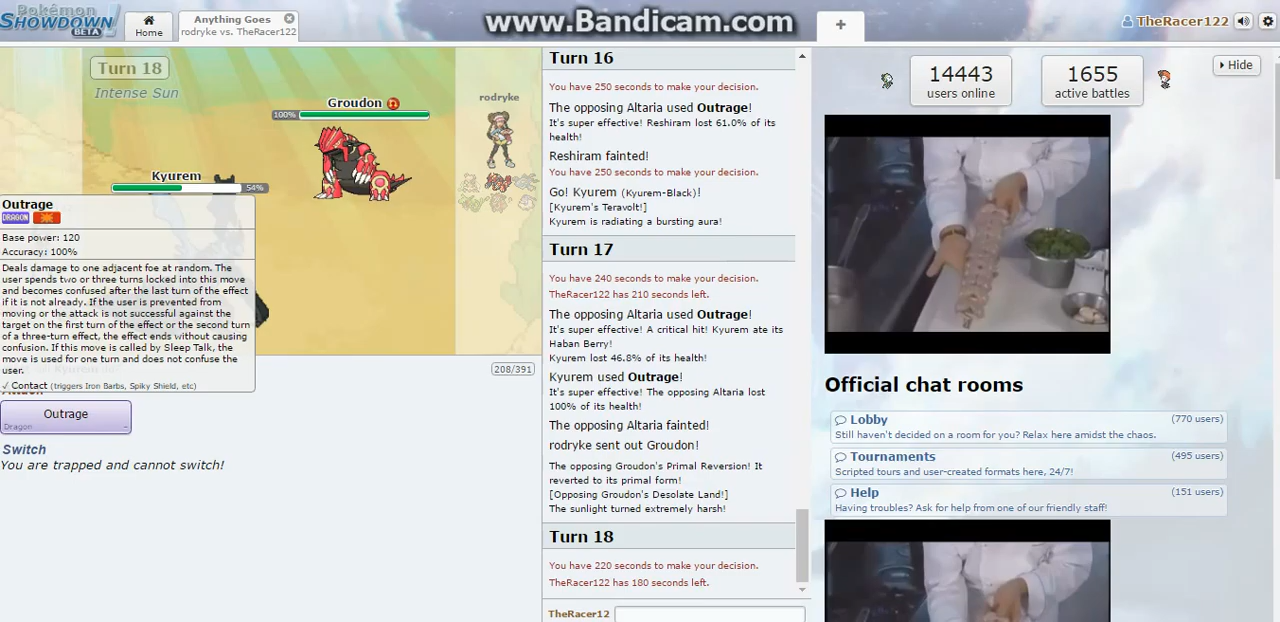 Pokémon
SHOWDOWN
BETA
Home
Anything Goes
rodryke vs. TheRacer122
www.Bandicam.com
+
TheRacer122
Turn 18
Intense Sun
Groudon
100%
rodryke
Kyurem
54%
Outrage
DRAGON
Base power: 120
Accuracy: 100%
Deals damage to one adjacent foe at random. The
user spends two or three turns locked into this move
and becomes confused after the last turn of the effect
if it is not already. If the user is prevented from
moving or the attack is not successful against the
target on the first turn of the effect or the second turn
of a three-turn effect, the effect ends without causing
confusion. If this move is called by Sleep Talk, the
move is used for one turn and does not confuse the
user.
✓ Contact (triggers Iron Barbs, Spiky Shield, etc)
208/391
Outrage
Dragon –
Switch
You are trapped and cannot switch!
Turn 16
You have 250 seconds to make your decision.
The opposing Altaria used Outrage!
It's super effective! Reshiram lost 61.0% of its
health!
Reshiram fainted!
You have 250 seconds to make your decision.
Go! Kyurem (Kyurem-Black)!
[Kyurem's Teravolt!]
Kyurem is radiating a bursting aura!
Turn 17
You have 240 seconds to make your decision.
TheRacer122 has 210 seconds left.
The opposing Altaria used Outrage!
It's super effective! A critical hit! Kyurem ate its
Haban Berry!
Kyurem lost 46.8% of its health!
Kyurem used Outrage!
It's super effective! The opposing Altaria lost
100% of its health!
The opposing Altaria fainted!
rodryke sent out Groudon!
The opposing Groudon's Primal Reversion! It
reverted to its primal form!
[Opposing Groudon's Desolate Land!]
The sunlight turned extremely harsh!
Turn 18
You have 220 seconds to make your decision.
TheRacer122 has 180 seconds left.
TheRacer122
14443
users online
1655
active battles
Hide
Official chat rooms
Lobby (770 users)
Still haven't decided on a room for you? Relax here amidst the chaos.
Tournaments (495 users)
Scripted tours and user-created formats here, 24/7!
Help (151 users)
Having troubles? Ask for help from one of our friendly staff!